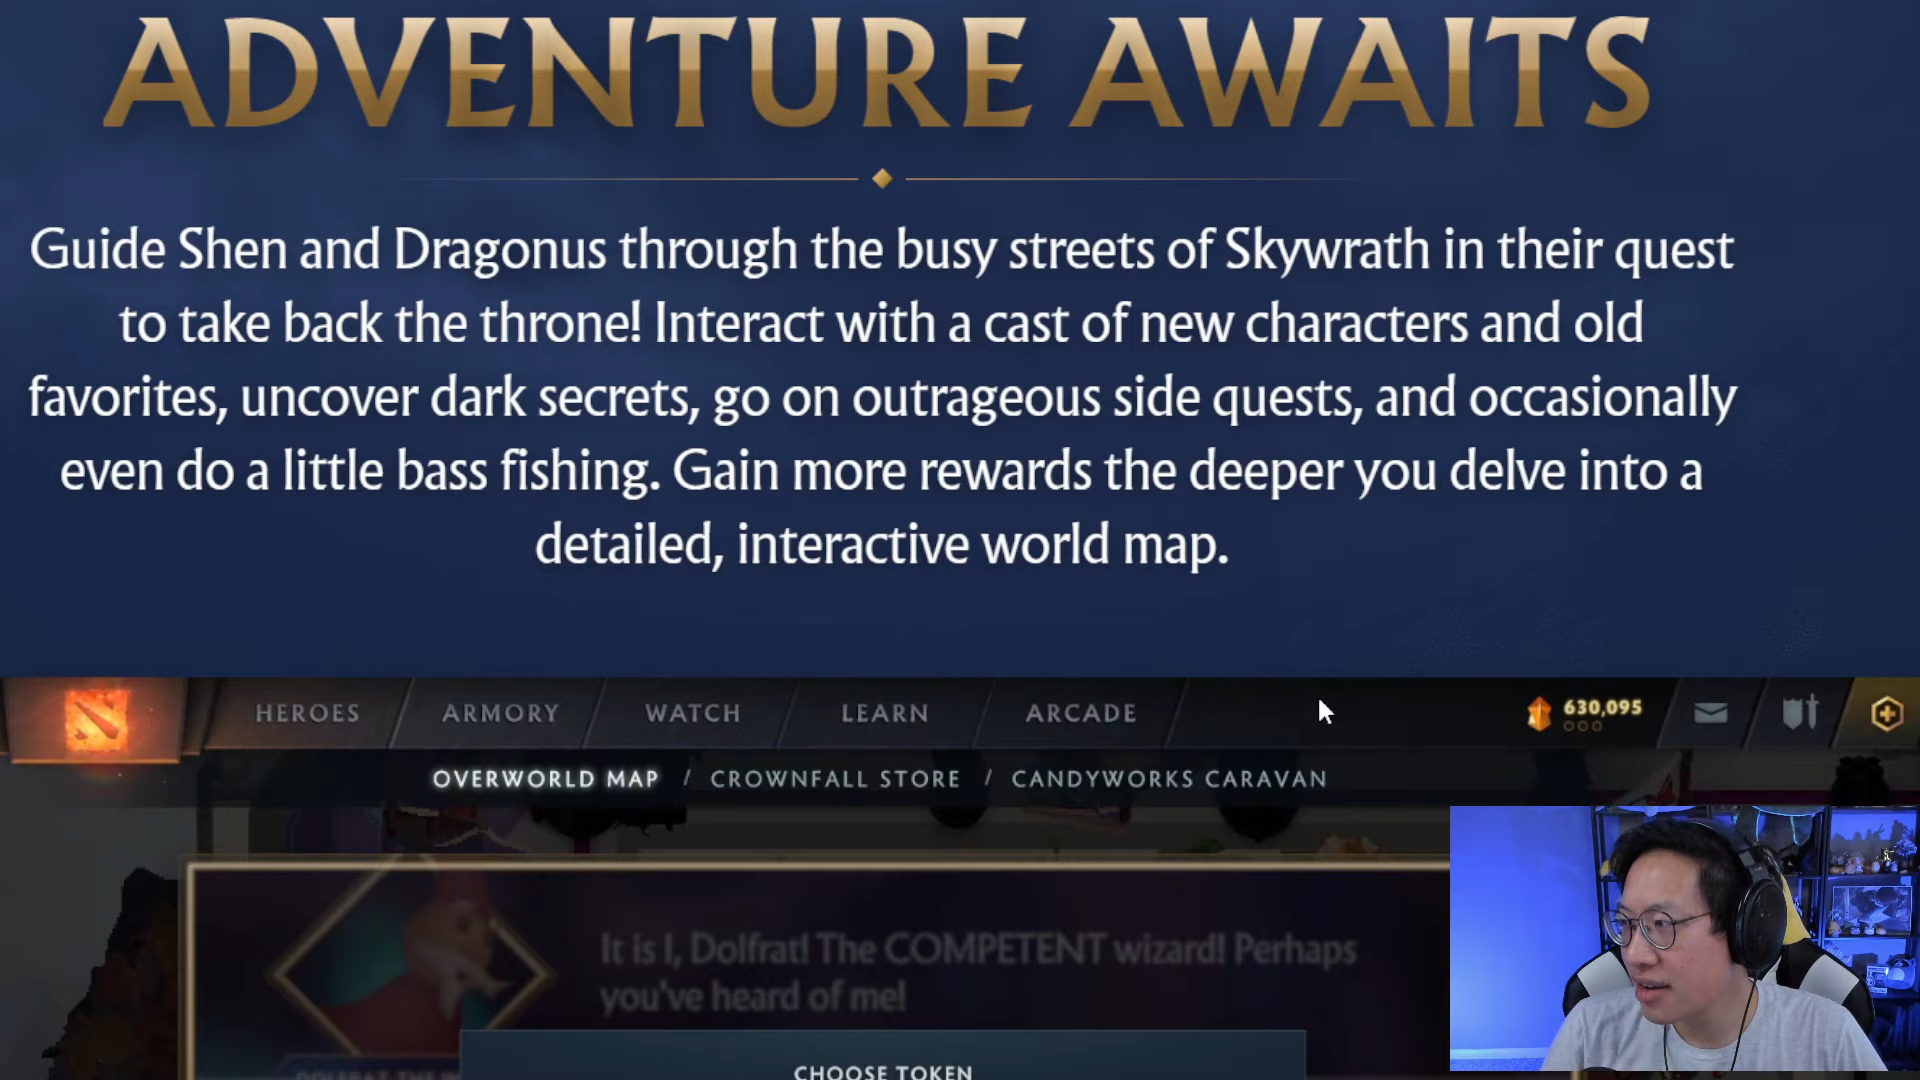 ADVENTURE AWAITS
Guide Shen and Dragonus through the busy streets of Skywrath in their quest
to take back the throne! Interact with a cast of new characters and old
favorites, uncover dark secrets, go on outrageous side quests, and occasionally
even do a little bass fishing. Gain more rewards the deeper you delve into a
detailed, interactive world map.
HEROES ARMORY WATCH LEARN ARCADE 630,095
OVERWORLD MAP / CROWNFALL STORE / CANDYWORKS CARAVAN
It is I, Dolfrat! The COMPETENT wizard! Perhaps
you've heard of me!
CHOOSE TOKEN